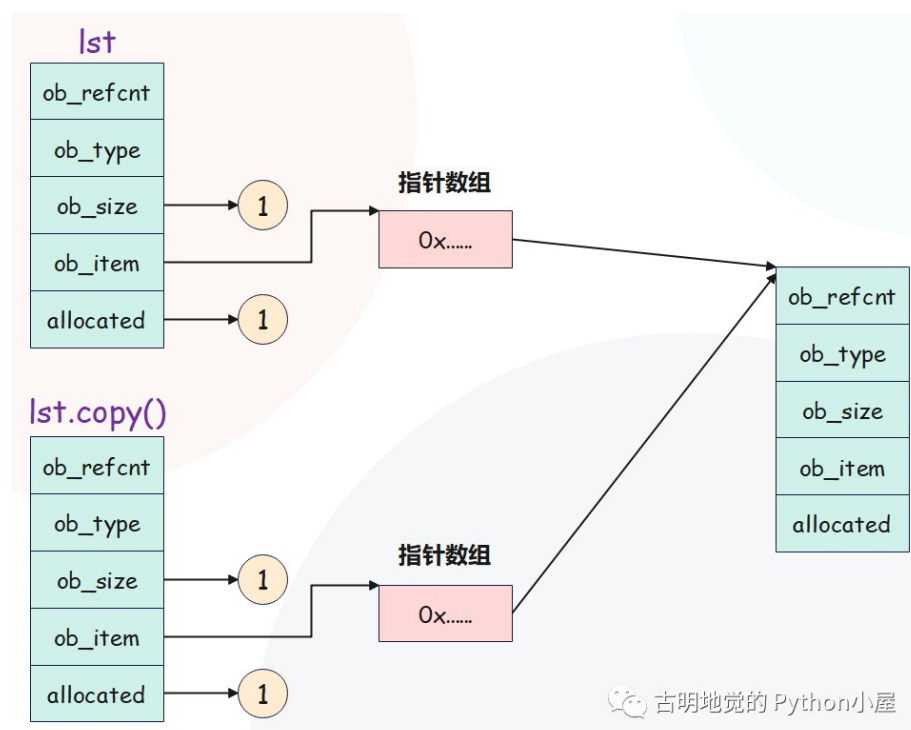 lst
ob_refcnt
ob_type
ob_size
1
ob_item
allocated
1
指针数组
0x......
lst.copy()
ob_refcnt
ob_type
ob_size
1
ob_item
allocated
1
指针数组
0x......
ob_refcnt
ob_type
ob_size
ob_item
allocated
古明地觉的 Python小屋